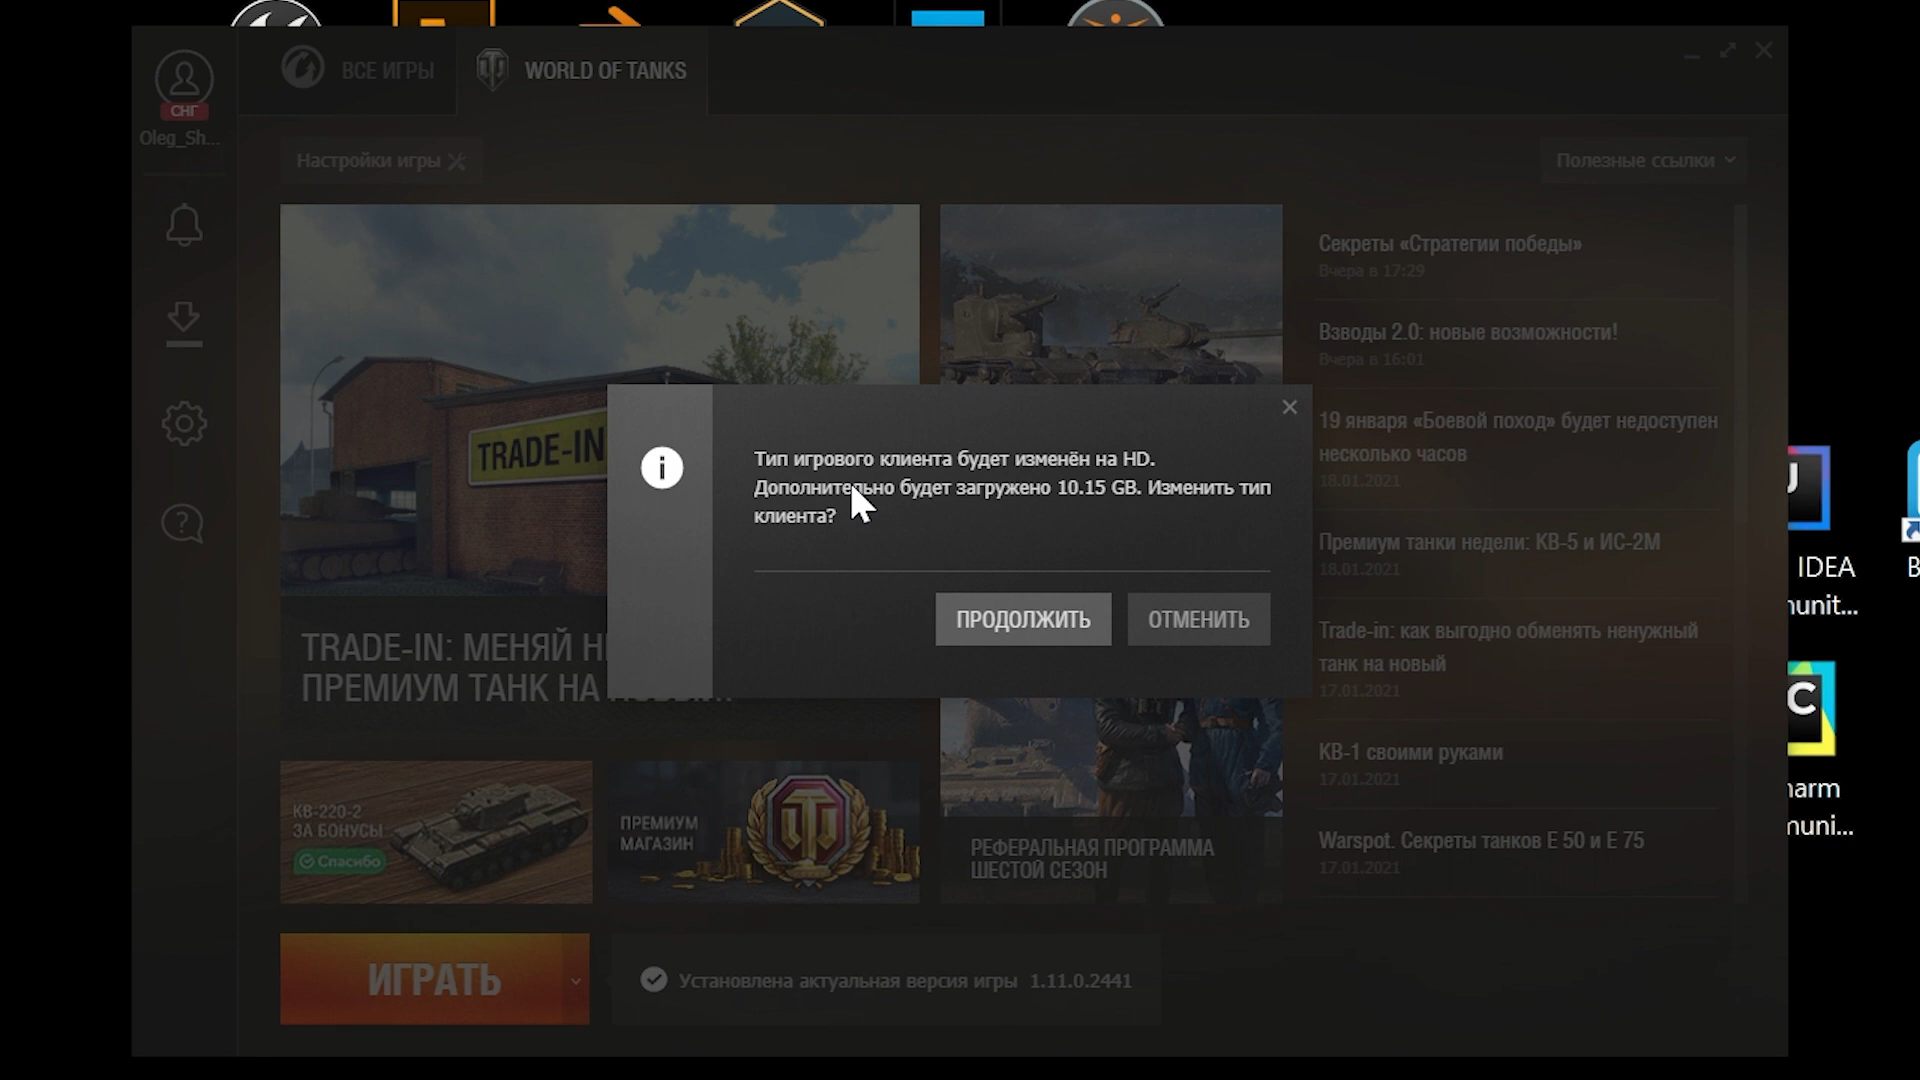 СНГ
Oleg_Sh...
ВСЕ ИГРЫ
WORLD OF TANKS
Настройки игры
Полезные ссылки
TRADE-IN
TRADE-IN: МЕНЯЙ
ПРЕМИУМ ТАНК НА
КВ-220-2
ЗА БОНУСЫ
Спасибо
ПРЕМИУМ
МАГАЗИН
РЕФЕРАЛЬНАЯ ПРОГРАММА
ШЕСТОЙ СЕЗОН
Секреты «Стратегии победы»
Вчера в 17:29
Взводы 2.0: новые возможности!
Вчера в 16:01
19 января «Боевой поход» будет недоступен
несколько часов
18.01.2021
Премиум танки недели: КВ-5 и ИС-2М
18.01.2021
Trade-in: как выгодно обменять ненужный
танк на новый
17.01.2021
КВ-1 своими руками
17.01.2021
Warspot. Секреты танков E 50 и E 75
17.01.2021
Тип игрового клиента будет изменён на HD.
Дополнительно будет загружено 10.15 GB. Изменить тип
клиента?
ПРОДОЛЖИТЬ
ОТМЕНИТЬ
ИГРАТЬ
Установлена актуальная версия игры 1.11.0.2441
IDEA
munit...
harm
muni...